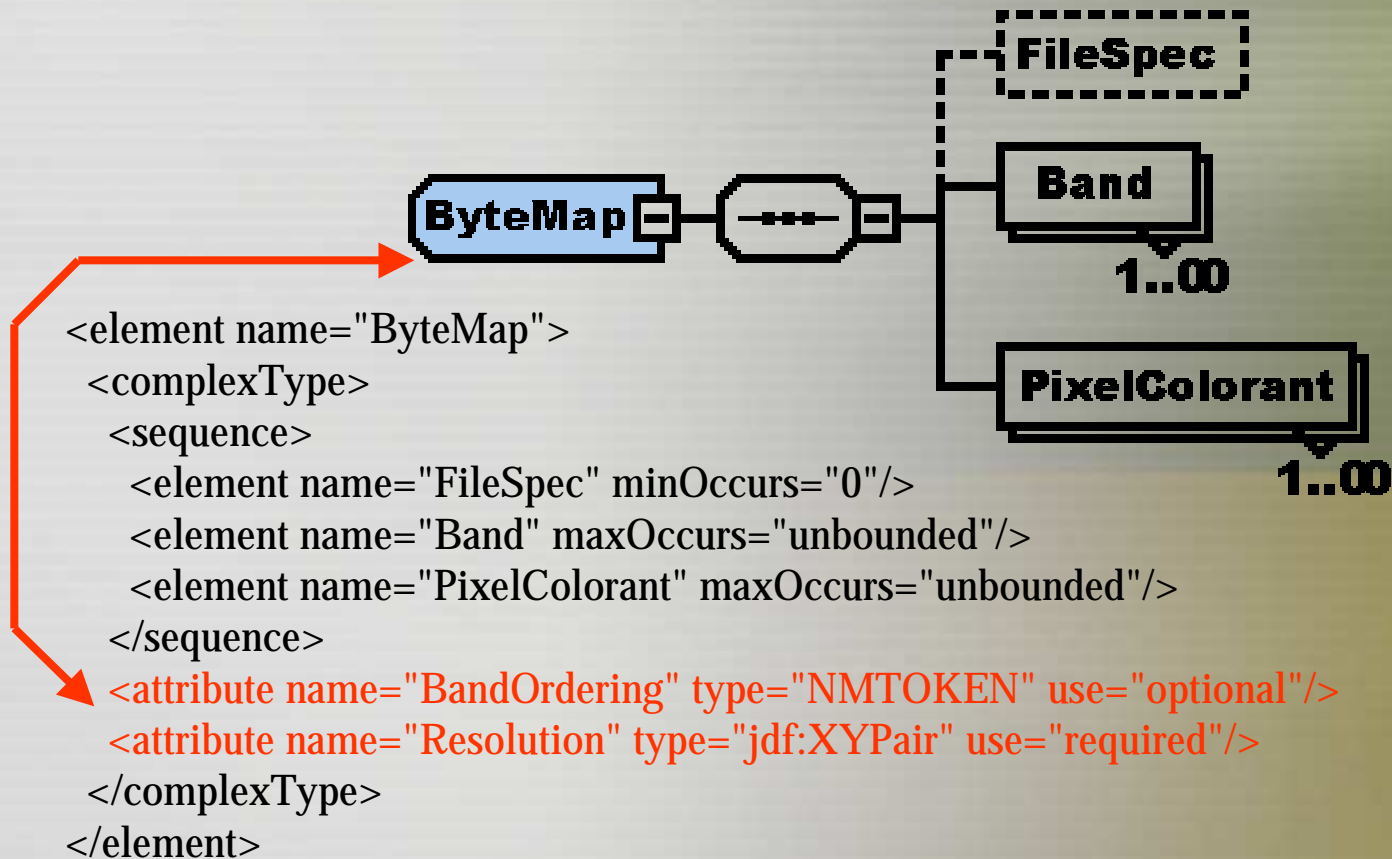 FileSpec
Band
ByteMap
1..00
PixelColorant
1..00
<element name="ByteMap">
<complexType>
<sequence>
<element name="FileSpec" minOccurs="0"/>
<element name="Band" maxOccurs="unbounded"/>
<element name="PixelColorant" maxOccurs="unbounded"/>
</sequence>
<attribute name="BandOrdering" type="NMTOKEN" use="optional"/>
<attribute name="Resolution" type="jdf:XYPair" use="required"/>
</complexType>
</element>